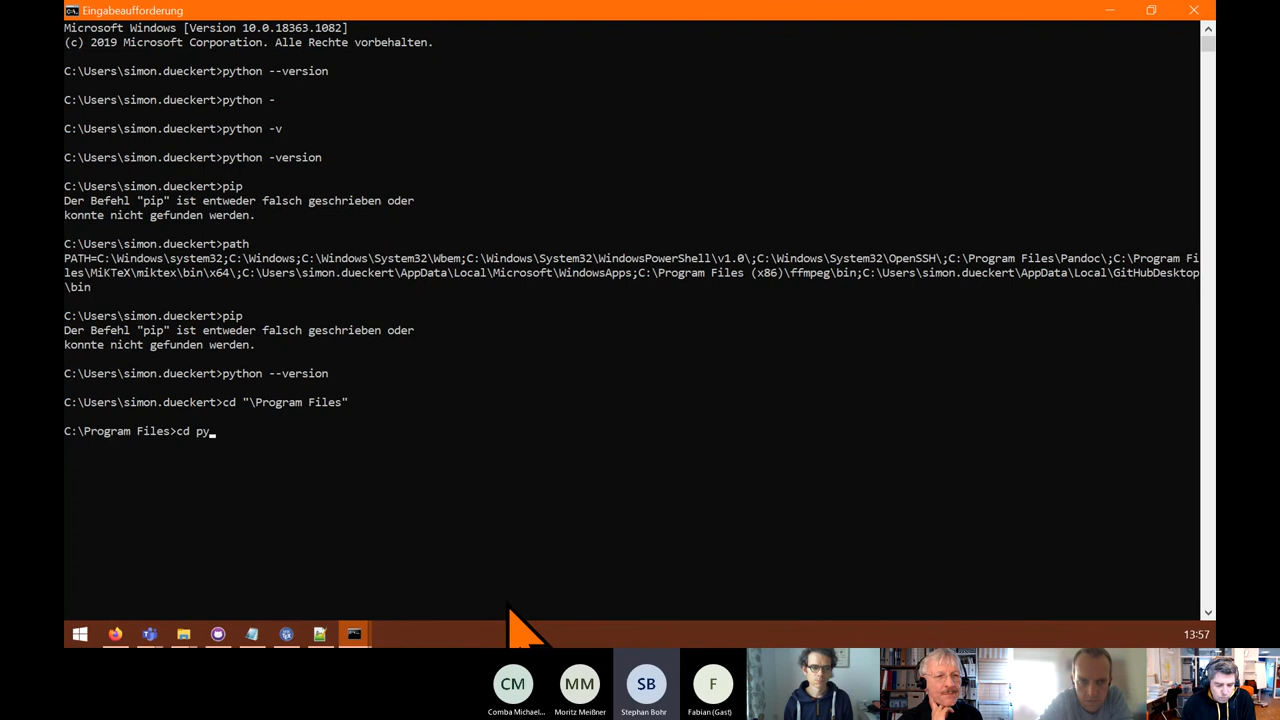 Eingabeaufforderung
Microsoft Windows [Version 10.0.18363.1082]
(c) 2019 Microsoft Corporation. Alle Rechte vorbehalten.
C:\Users\simon.dueckert>python --version
C:\Users\simon.dueckert>python -
C:\Users\simon.dueckert>python -v
C:\Users\simon.dueckert>python -version
C:\Users\simon.dueckert>pip
Der Befehl "pip" ist entweder falsch geschrieben oder
konnte nicht gefunden werden.
C:\Users\simon.dueckert>path
PATH=C:\Windows\system32;C:\Windows;C:\Windows\System32\Wbem;C:\Windows\System32\WindowsPowerShell\v1.0\;C:\Windows\System32\OpenSSH\;C:\Program Files\Pandoc\;C:\Program Fi
les\MiKTeX\miktex\bin\x64\;C:\Users\simon.dueckert\AppData\Local\Microsoft\WindowsApps;C:\Program Files (x86)\ffmpeg\bin;C:\Users\simon.dueckert\AppData\Local\GitHubDesktop
\bin
C:\Users\simon.dueckert>pip
Der Befehl "pip" ist entweder falsch geschrieben oder
konnte nicht gefunden werden.
C:\Users\simon.dueckert>python --version
C:\Users\simon.dueckert>cd "\Program Files"
C:\Program Files>cd py
13:57
CM
MM
SB
F
Comba Michael...
Moritz Meißner
Stephan Bohr
Fabian (Gast)